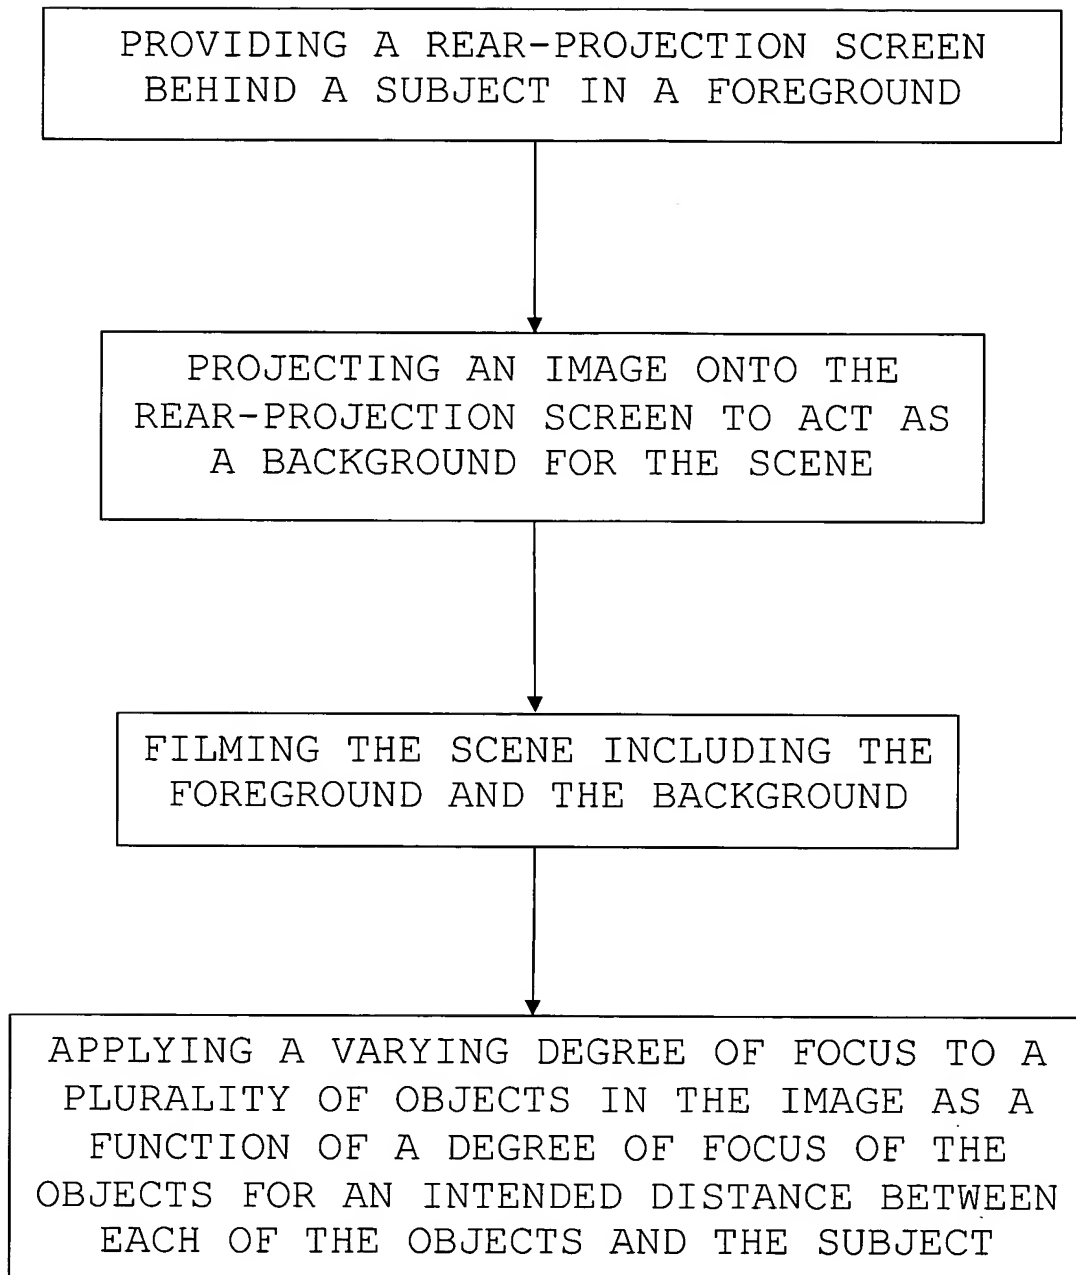 PROVIDING A REAR-PROJECTION SCREEN
BEHIND A SUBJECT IN A FOREGROUND
PROJECTING AN IMAGE ONTO THE
REAR-PROJECTION SCREEN TO ACT AS
A BACKGROUND FOR THE SCENE
FILMING THE SCENE INCLUDING THE
FOREGROUND AND THE BACKGROUND
APPLYING A VARYING DEGREE OF FOCUS TO A
PLURALITY OF OBJECTS IN THE IMAGE AS A
FUNCTION OF A DEGREE OF FOCUS OF THE
OBJECTS FOR AN INTENDED DISTANCE BETWEEN
EACH OF THE OBJECTS AND THE SUBJECT